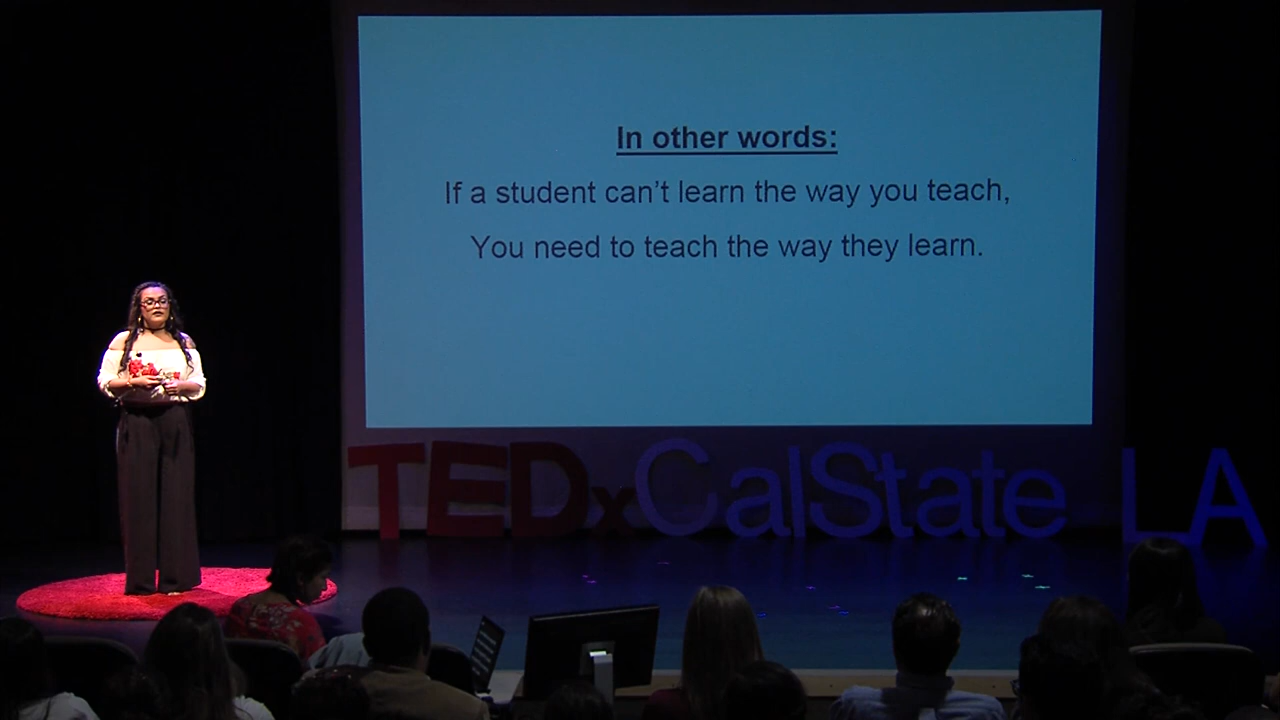 In other words:
If a student can't learn the way you teach,
You need to teach the way they learn.
TEDxCalState LA